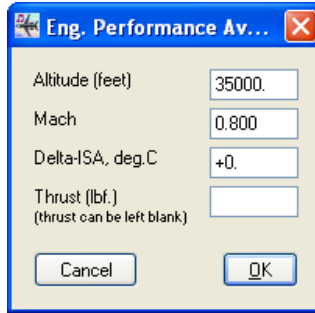 Eng. Performance Av...
Altitude (feet) 35000.
Mach 0.800
Delta-ISA, deg.C +0.
Thrust (lbf.)
(thrust can be left blank)
Cancel OK